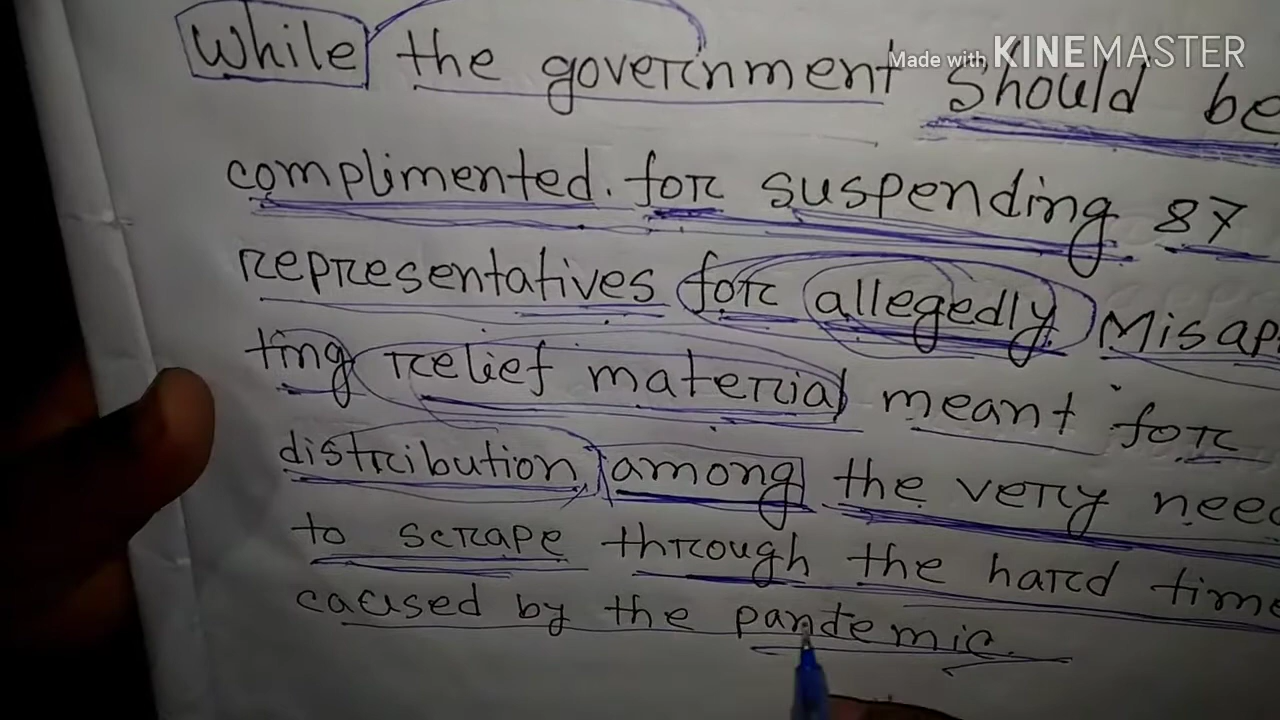 Made with KINEMASTER
While the government should be
complimented. for suspending 87
representatives for allegedly Misap
ting relief material meant for
distribution among the very need
to scrape through the hard time
caused by the pandemic.